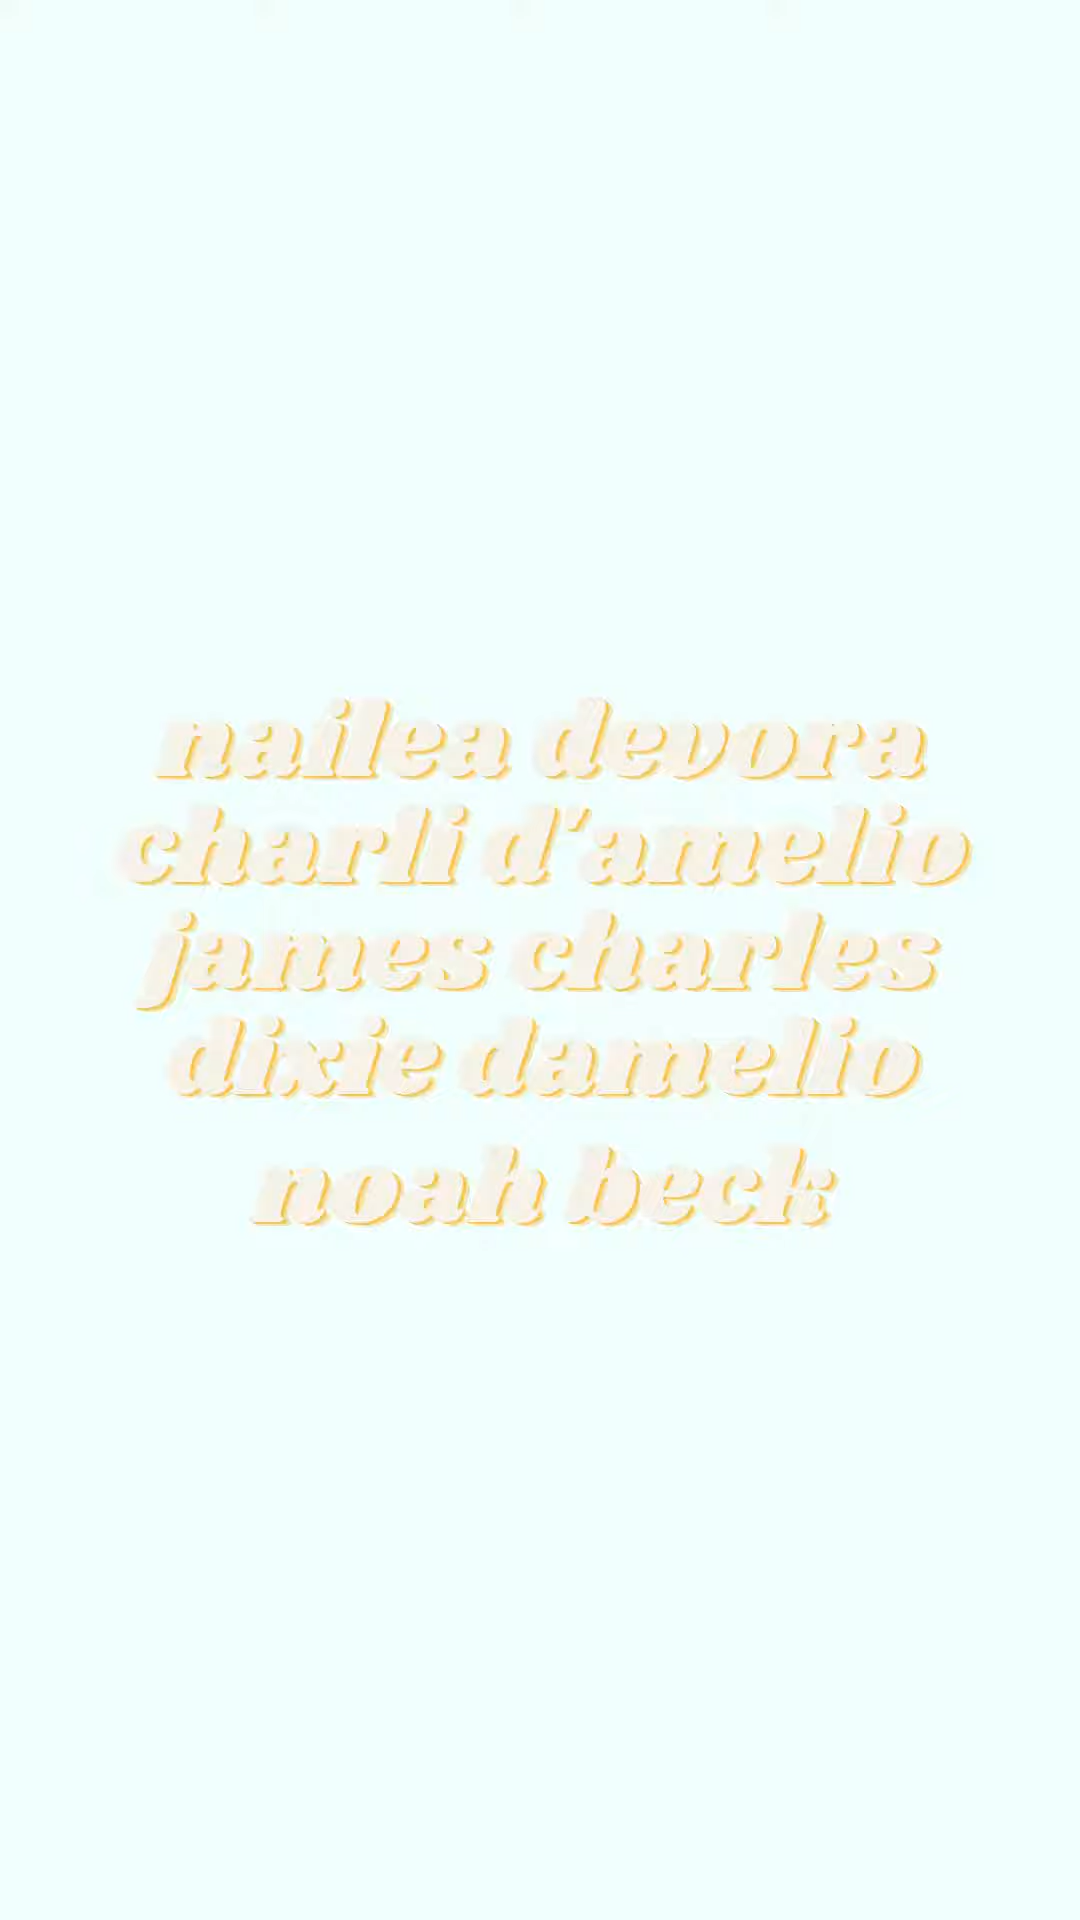 nailea devora
charli d'amelio
james charles
dixie damelio
noah beck